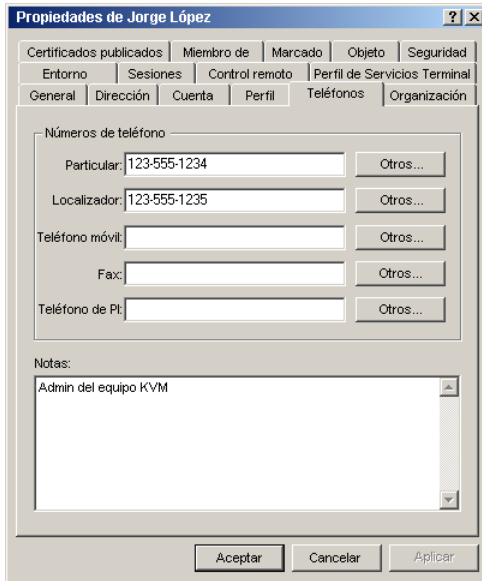 Propiedades de Jorge López
Certificados publicados Miembro de Marcado Objeto Seguridad
Entorno Sesiones Control remoto Perfil de Servicios Terminal
General Dirección Cuenta Perfil Teléfonos Organización
Números de teléfono
Particular: 123-555-1234 Otros...
Localizador: 123-555-1235 Otros...
Teléfono móvil: Otros...
Fax: Otros...
Teléfono de PI: Otros...
Notas:
Admin del equipo KVM
Aceptar Cancelar Aplicar